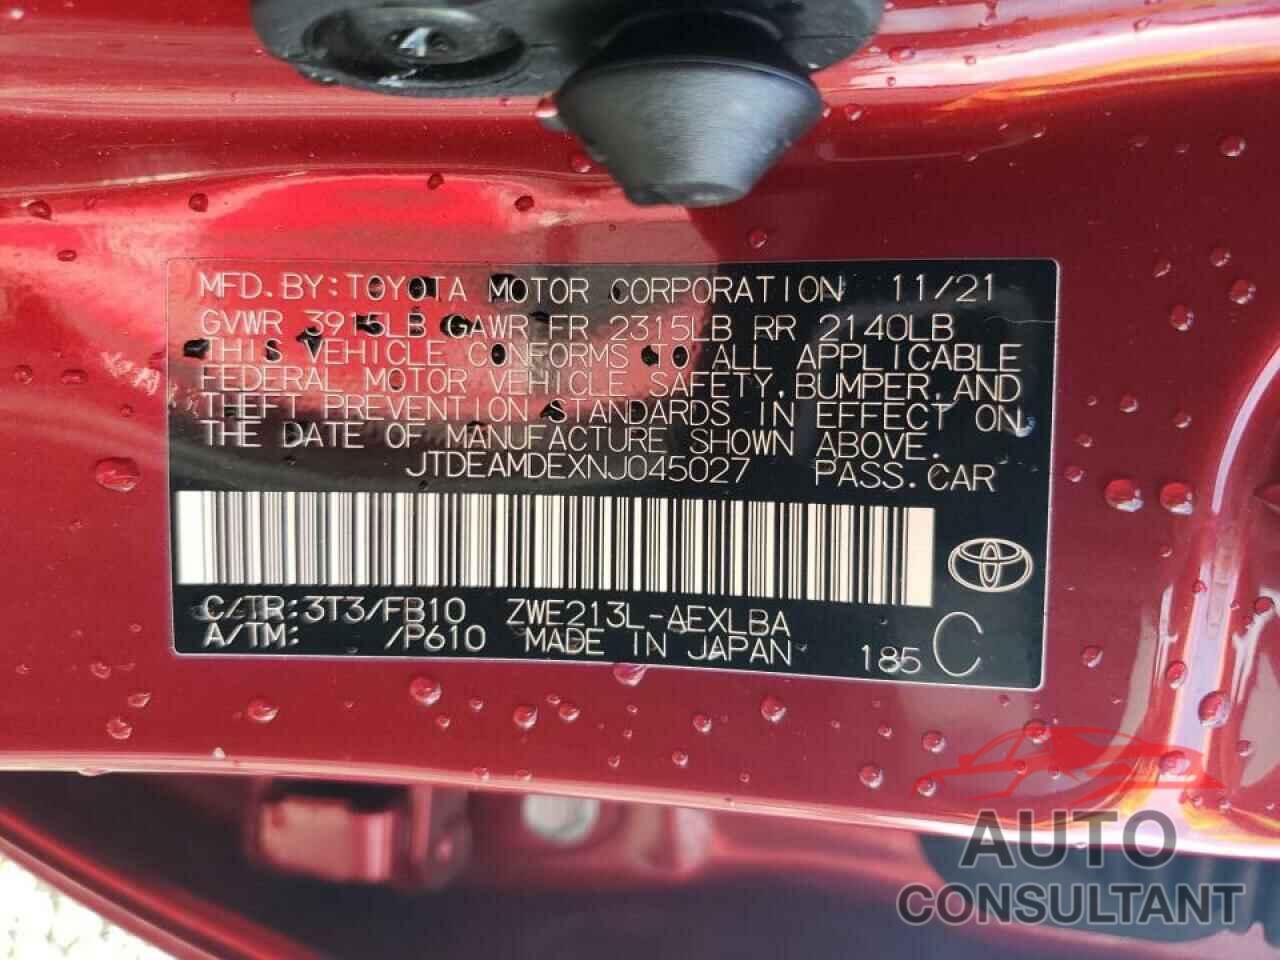 MFD. BY: TOYOTA MOTOR CORPORATION 11/21
GVWR 3915LB GAWR FR 2315LB RR 2140LB
THIS VEHICLE CONFORMS TO ALL APPLICABLE
FEDERAL MOTOR VEHICLE SAFETY, BUMPER, AND
THEFT PREVENTION STANDARDS IN EFFECT ON
THE DATE OF MANUFACTURE SHOWN ABOVE.
JTDEAMDEXNJ045027 PASS. CAR
C/TR: 3T3/FB10 ZWE213L-AEXLBA
A/TM: /P610 MADE IN JAPAN 185 C
AUTO
CONSULTANT